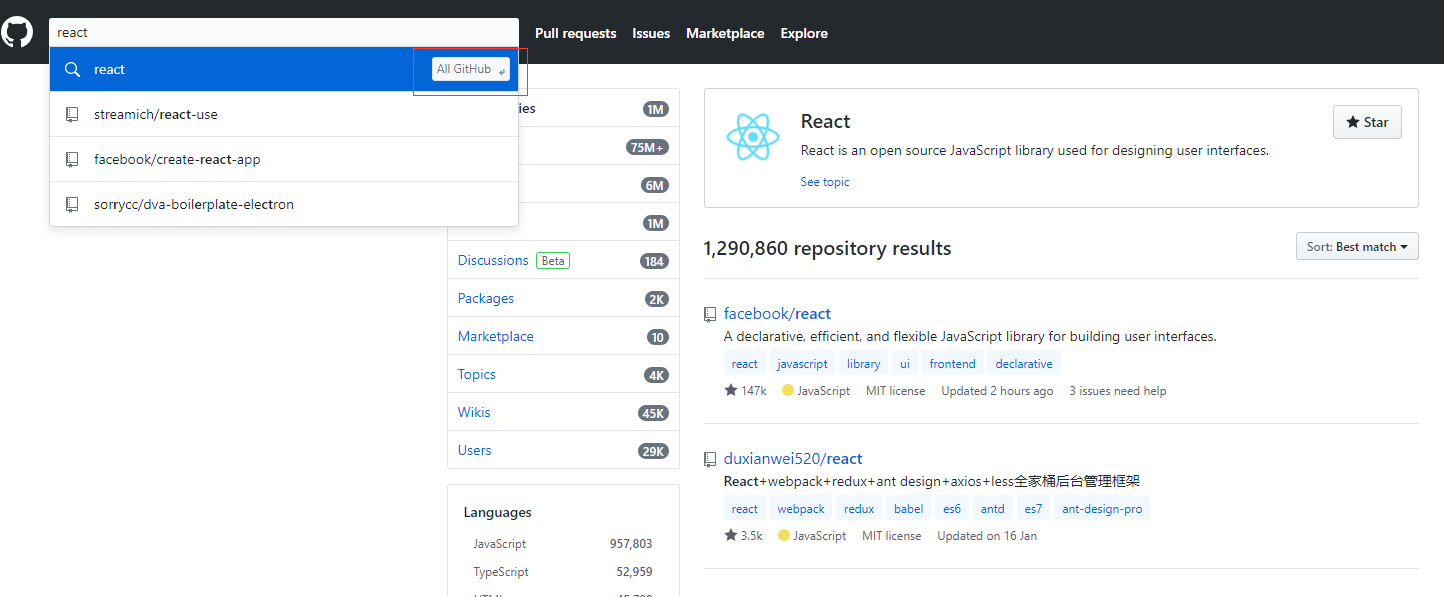 react
Pull requests Issues Marketplace Explore
react All GitHub
streamich/react-use
facebook/create-react-app
sorrycc/dva-boilerplate-electron
ies 1M
75M+
6M
1M
Discussions Beta 184
Packages 2K
Marketplace 10
Topics 4K
Wikis 45K
Users 29K
Languages
JavaScript 957,803
TypeScript 52,959
React
Star
React is an open source JavaScript library used for designing user interfaces.
See topic
1,290,860 repository results
Sort: Best match
facebook/react
A declarative, efficient, and flexible JavaScript library for building user interfaces.
react javascript library ui frontend declarative
147k JavaScript MIT license Updated 2 hours ago 3 issues need help
duxianwei520/react
React+webpack+redux+ant design+axios+less全家桶后台管理框架
react webpack redux babel es6 antd es7 ant-design-pro
3.5k JavaScript MIT license Updated on 16 Jan